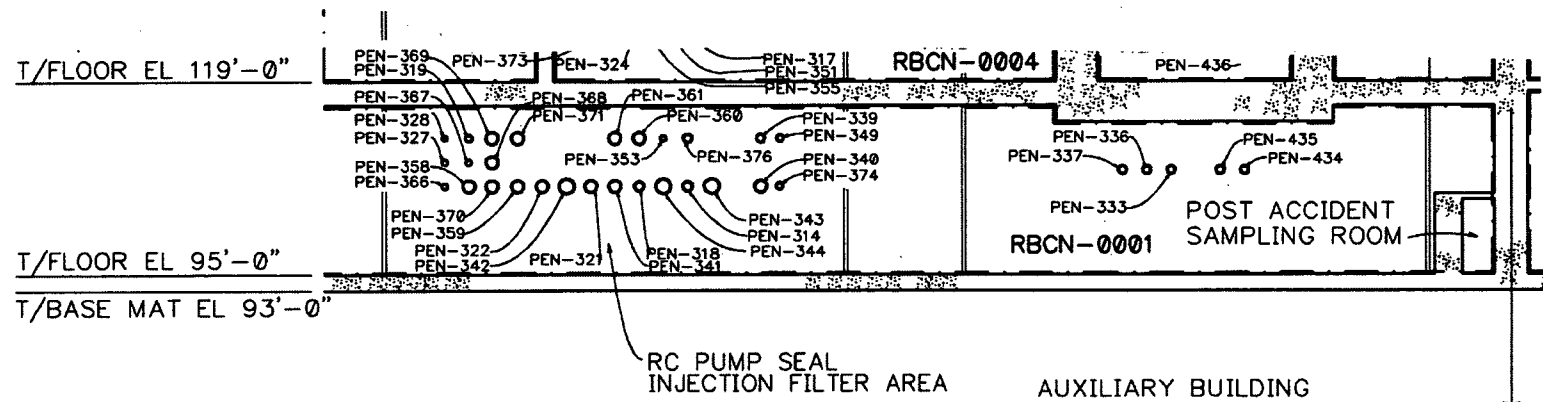 PEN-369
PEN-373
PEN-324
PEN-317
RBCN-0004
PEN-436
T/FLOOR EL 119'-0"
PEN-319
PEN-351
PEN-355
PEN-367
PEN-368
PEN-361
PEN-328
PEN-371
PEN-360
PEN-339
PEN-327
PEN-349
PEN-336
PEN-435
PEN-358
PEN-353
PEN-376
PEN-340
PEN-337
PEN-434
PEN-366
PEN-374
PEN-370
PEN-343
PEN-333
POST ACCIDENT
SAMPLING ROOM
PEN-359
PEN-314
PEN-322
PEN-318
PEN-344
RBCN-0001
T/FLOOR EL 95'-0"
PEN-342
PEN-321
PEN-341
T/BASE MAT EL 93'-0"
RC PUMP SEAL
INJECTION FILTER AREA
AUXILIARY BUILDING